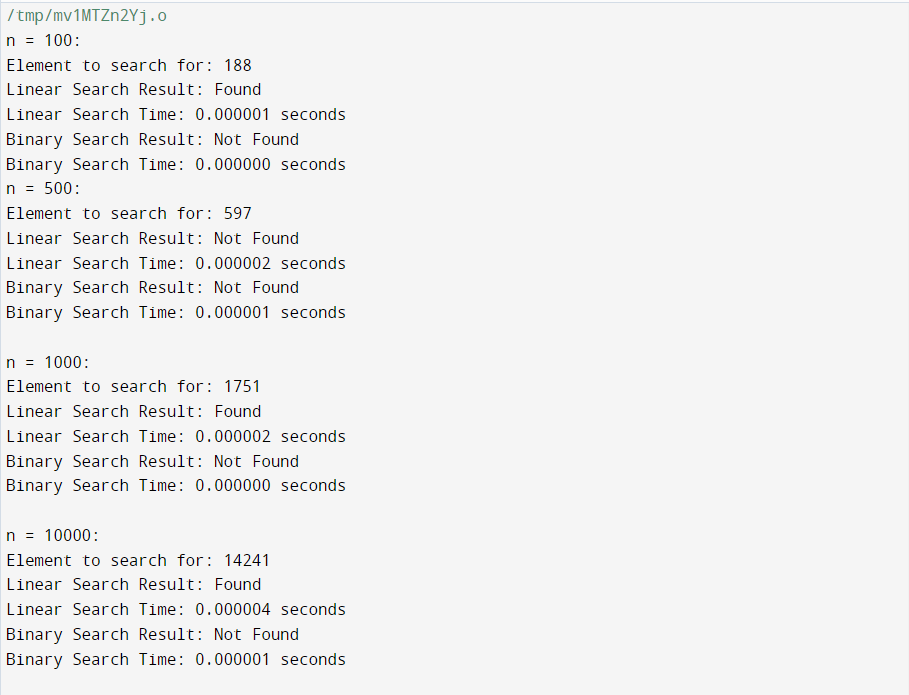 /tmp/mv1MTZn2Yj.o
n = 100:
Element to search for: 188
Linear Search Result: Found
Linear Search Time: 0.000001 seconds
Binary Search Result: Not Found
Binary Search Time: 0.000000 seconds
n = 500:
Element to search for: 597
Linear Search Result: Not Found
Linear Search Time: 0.000002 seconds
Binary Search Result: Not Found
Binary Search Time: 0.000001 seconds
n = 1000:
Element to search for: 1751
Linear Search Result: Found
Linear Search Time: 0.000002 seconds
Binary Search Result: Not Found
Binary Search Time: 0.000000 seconds
n = 10000:
Element to search for: 14241
Linear Search Result: Found
Linear Search Time: 0.000004 seconds
Binary Search Result: Not Found
Binary Search Time: 0.000001 seconds